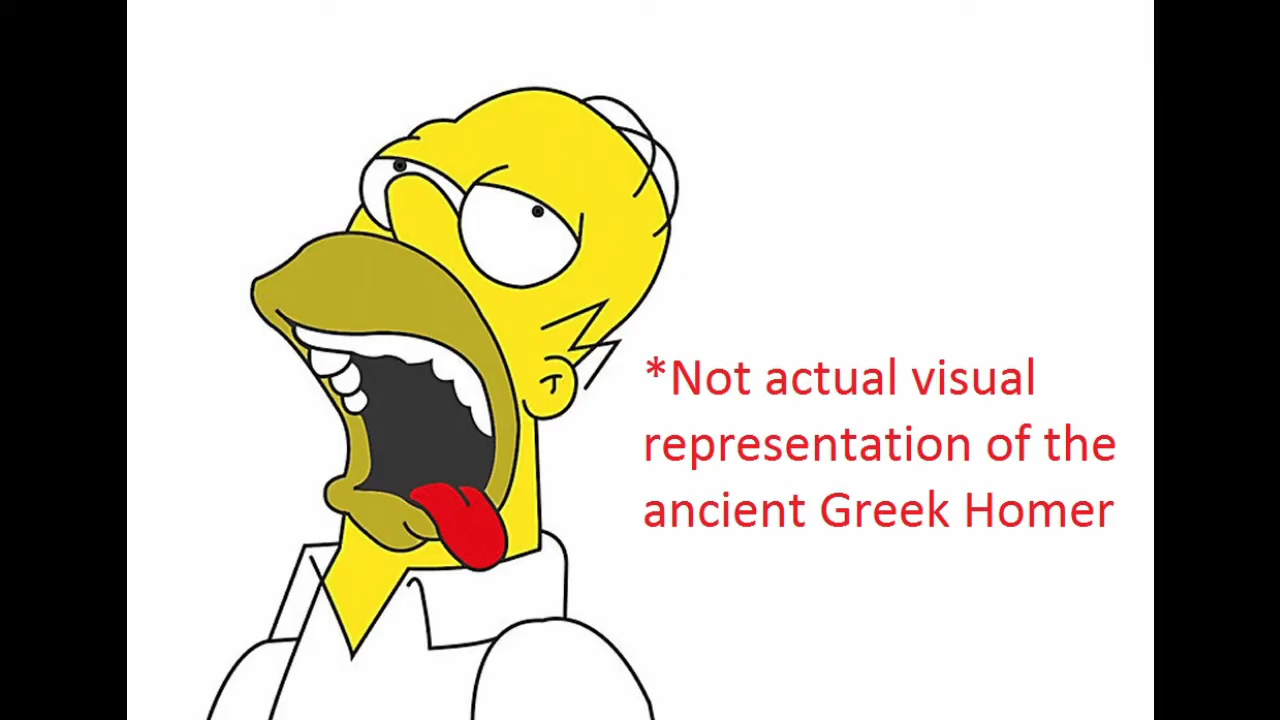 *Not actual visual
representation of the
ancient Greek Homer